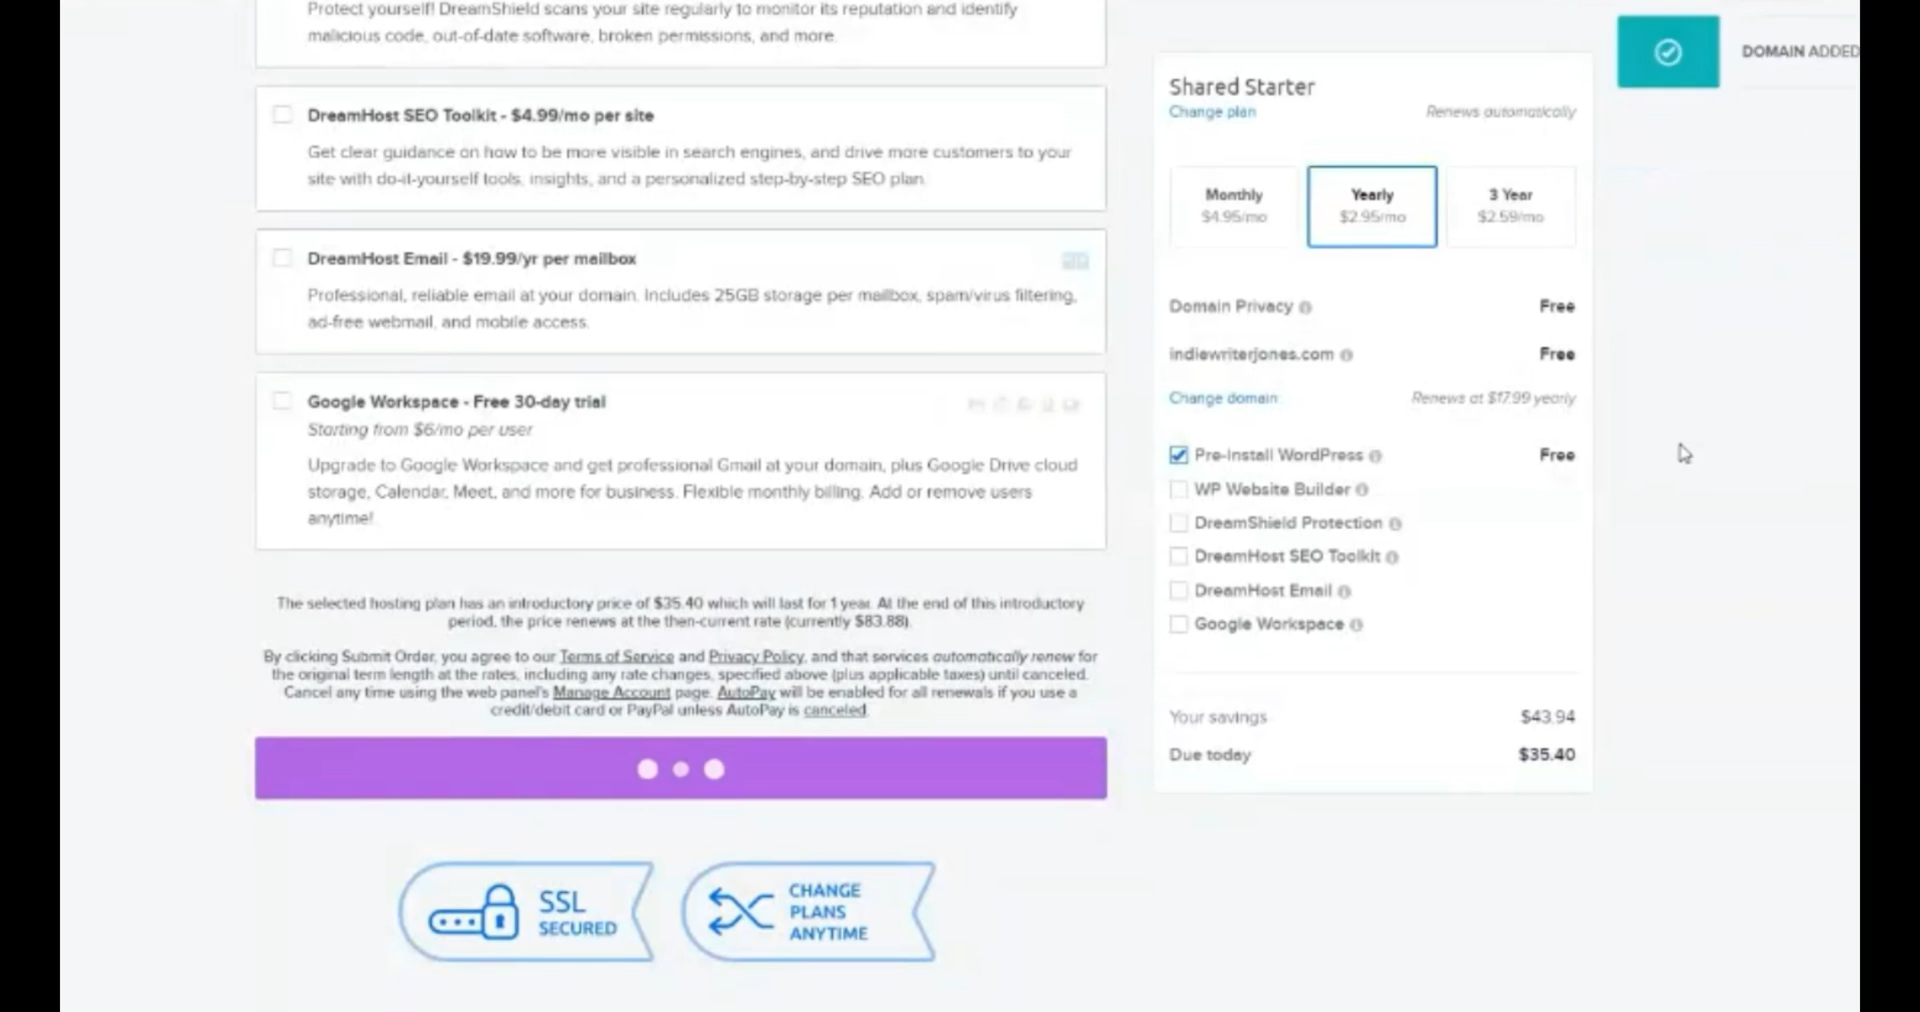 Protect yourself! DreamShield scans your site regularly to monitor its reputation and identify
malicious code, out-of-date software, broken permissions, and more.
DreamHost SEO Toolkit - $4.99/mo per site
Get clear guidance on how to be more visible in search engines, and drive more customers to your
site with do-it-yourself tools, insights, and a personalized step-by-step SEO plan.
DreamHost Email - $19.99/yr per mailbox
Professional, reliable email at your domain. Includes 25GB storage per mailbox, spam/virus filtering,
ad-free webmail, and mobile access.
Google Workspace - Free 30-day trial
Starting from $6/mo per user
Upgrade to Google Workspace and get professional Gmail at your domain, plus Google Drive cloud
storage, Calendar, Meet, and more for business. Flexible monthly billing. Add or remove users
anytime!
The selected hosting plan has an introductory price of $35.40 which will last for 1 year. At the end of this introductory
period, the price renews at the then-current rate (currently $83.88).
By clicking Submit Order, you agree to our Terms of Service and Privacy Policy, and that services automatically renew for
the original term length at the rates, including any rate changes, specified above (plus applicable taxes) until canceled.
Cancel any time using the web panel's Manage Account page. AutoPay will be enabled for all renewals if you use a
credit/debit card or PayPal unless AutoPay is canceled.
SSL
SECURED
CHANGE
PLANS
ANYTIME
Shared Starter
Change plan Renews automatically
Monthly Yearly 3 Year
$4.95/mo $2.95/mo $2.59/mo
Domain Privacy Free
indiewriterjones.com Free
Change domain Renews at $17.99 yearly
Pre-Install WordPress Free
WP Website Builder
DreamShield Protection
DreamHost SEO Toolkit
DreamHost Email
Google Workspace
Your savings $43.94
Due today $35.40
DOMAIN ADDED